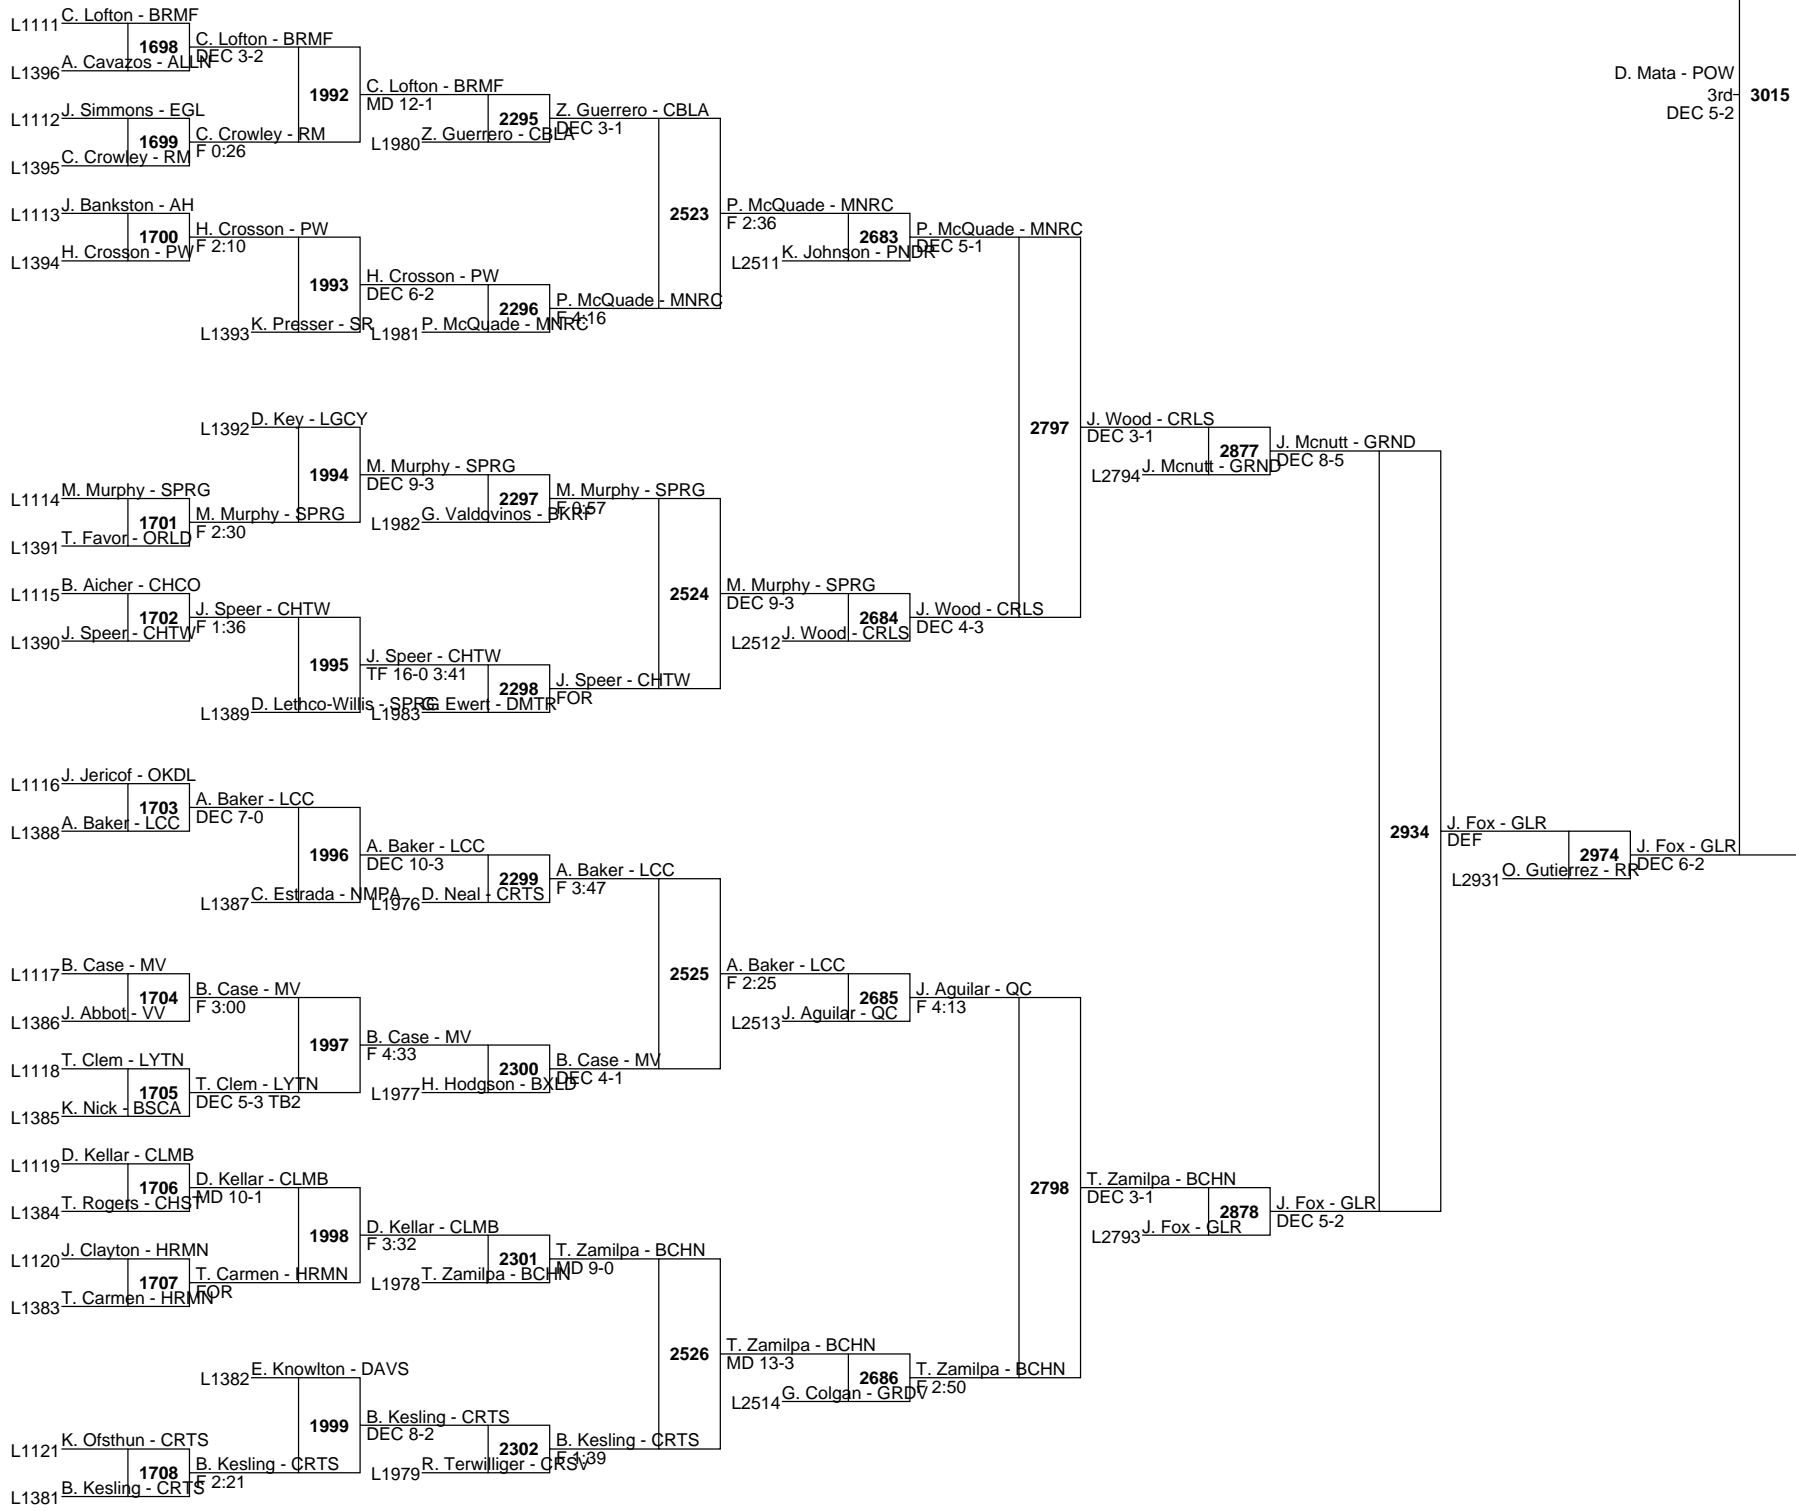 L1111 C. Lofton - BRMF
1698
C. Lofton - BRMF
DEC 3-2
L1396 A. Cavazos - ALLN
1992
C. Lofton - BRMF
MD 12-1
L1112 J. Simmons - EGL
1699
C. Crowley - RM
F 0:26
L1395 C. Crowley - RM
2295
Z. Guerrero - CBLA
DEC 3-1
L1980 Z. Guerrero - CBLA
L1113 J. Bankston - AH
1700
H. Crosson - PW
F 2:10
L1394 H. Crosson - PW
1993
H. Crosson - PW
DEC 6-2
L1393 K. Presser - SR
2296
P. McQuade - MNRC
F 4:16
L1981 P. McQuade - MNRC
2523
P. McQuade - MNRC
F 2:36
2683
P. McQuade - MNRC
DEC 5-1
L2511 K. Johnson - PNDR
L1392 D. Key - LGCY
1994
M. Murphy - SPRG
DEC 9-3
L1114 M. Murphy - SPRG
1701
M. Murphy - SPRG
F 2:30
L1391 T. Favor - ORLD
2297
M. Murphy - SPRG
F 0:57
L1982 G. Valdovinos - BKRF
L1115 B. Aicher - CHCO
1702
J. Speer - CHTW
F 1:36
L1390 J. Speer - CHTW
1995
J. Speer - CHTW
TF 16-0 3:41
L1389 D. Lethco-Willis - SPRG
2298
J. Speer - CHTW
FOR
L1983 Ewert - DMTR
2524
M. Murphy - SPRG
DEC 9-3
2684
J. Wood - CRLS
DEC 4-3
L2512 J. Wood - CRLS
2797
J. Wood - CRLS
DEC 3-1
2877
J. Mcnutt - GRND
DEC 8-5
L2794 J. Mcnutt - GRND
L1116 J. Jericof - OKDL
1703
A. Baker - LCC
DEC 7-0
L1388 A. Baker - LCC
1996
A. Baker - LCC
DEC 10-3
L1387 C. Estrada - NMPA
2299
A. Baker - LCC
F 3:47
L1976 D. Neal - CRTS
L1117 B. Case - MV
1704
B. Case - MV
F 3:00
L1386 J. Abbot - VV
1997
B. Case - MV
F 4:33
L1118 T. Clem - LYTN
1705
T. Clem - LYTN
DEC 5-3 TB2
L1385 K. Nick - BSCA
2300
B. Case - MV
DEC 4-1
L1977 H. Hodgson - BXLD
2525
A. Baker - LCC
F 2:25
2685
J. Aguilar - QC
F 4:13
L2513 J. Aguilar - QC
L1119 D. Kellar - CLMB
1706
D. Kellar - CLMB
MD 10-1
L1384 T. Rogers - CHST
1998
D. Kellar - CLMB
F 3:32
L1120 J. Clayton - HRMN
1707
T. Carmen - HRMN
FOR
L1383 T. Carmen - HRMN
2301
T. Zamilpa - BCHN
MD 9-0
L1978 T. Zamilpa - BCHN
L1382 E. Knowlton - DAVS
1999
B. Kesling - CRTS
DEC 8-2
L1121 K. Ofsthun - CRTS
1708
B. Kesling - CRTS
F 2:21
L1381 B. Kesling - CRTS
2302
B. Kesling - CRTS
F 1:39
L1979 R. Terwilliger - CRSV
2526
T. Zamilpa - BCHN
MD 13-3
2686
T. Zamilpa - BCHN
F 2:50
L2514 G. Colgan - GRDV
2798
T. Zamilpa - BCHN
DEC 3-1
2878
J. Fox - GLR
DEC 5-2
L2793 J. Fox - GLR
2934
J. Fox - GLR
DEF
2974
J. Fox - GLR
DEC 6-2
L2931 O. Gutierrez - RR
D. Mata - POW
3rd 3015
DEC 5-2